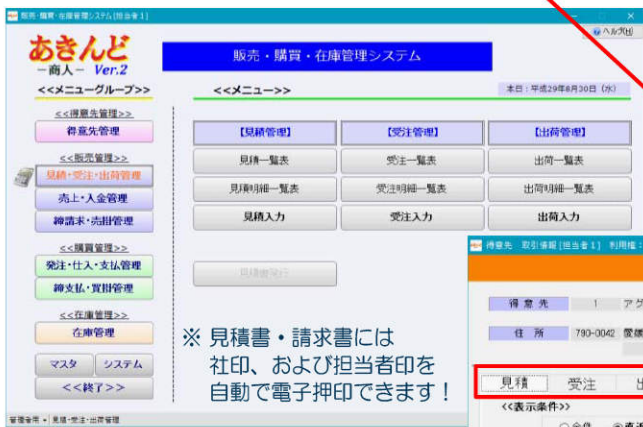 販売・購買・在庫管理システム[担当者1]
ヘルプ(H)
あきんど
－商人－ Ver.2
販売・購買・在庫管理システム
<<メニューグループ>>
<<メニュー>>
本日：平成29年8月30日（水）
<<得意先管理>>
得意先管理
【見積管理】
【受注管理】
【出荷管理】
<<販売管理>>
見積一覧表
受注一覧表
出荷一覧表
見積・受注・出荷管理
見積明細一覧表
受注明細一覧表
出荷明細一覧表
売上・入金管理
締請求・売掛管理
見積入力
受注入力
出荷入力
<<購買管理>>
発注・仕入・支払管理
締支払・買掛管理
見積書発行
<<在庫管理>>
在庫管理
マスタ
システム
<<終了>>
管理者用
見積・受注・出荷管理
※ 見積書・請求書には
社印、および担当者印を
自動で電子押印できます！
得意先 取引情報[担当者1] 利用権：
得意先
1
アグ
住所
790-0042
愛媛
見積
受注
<<表示条件>>